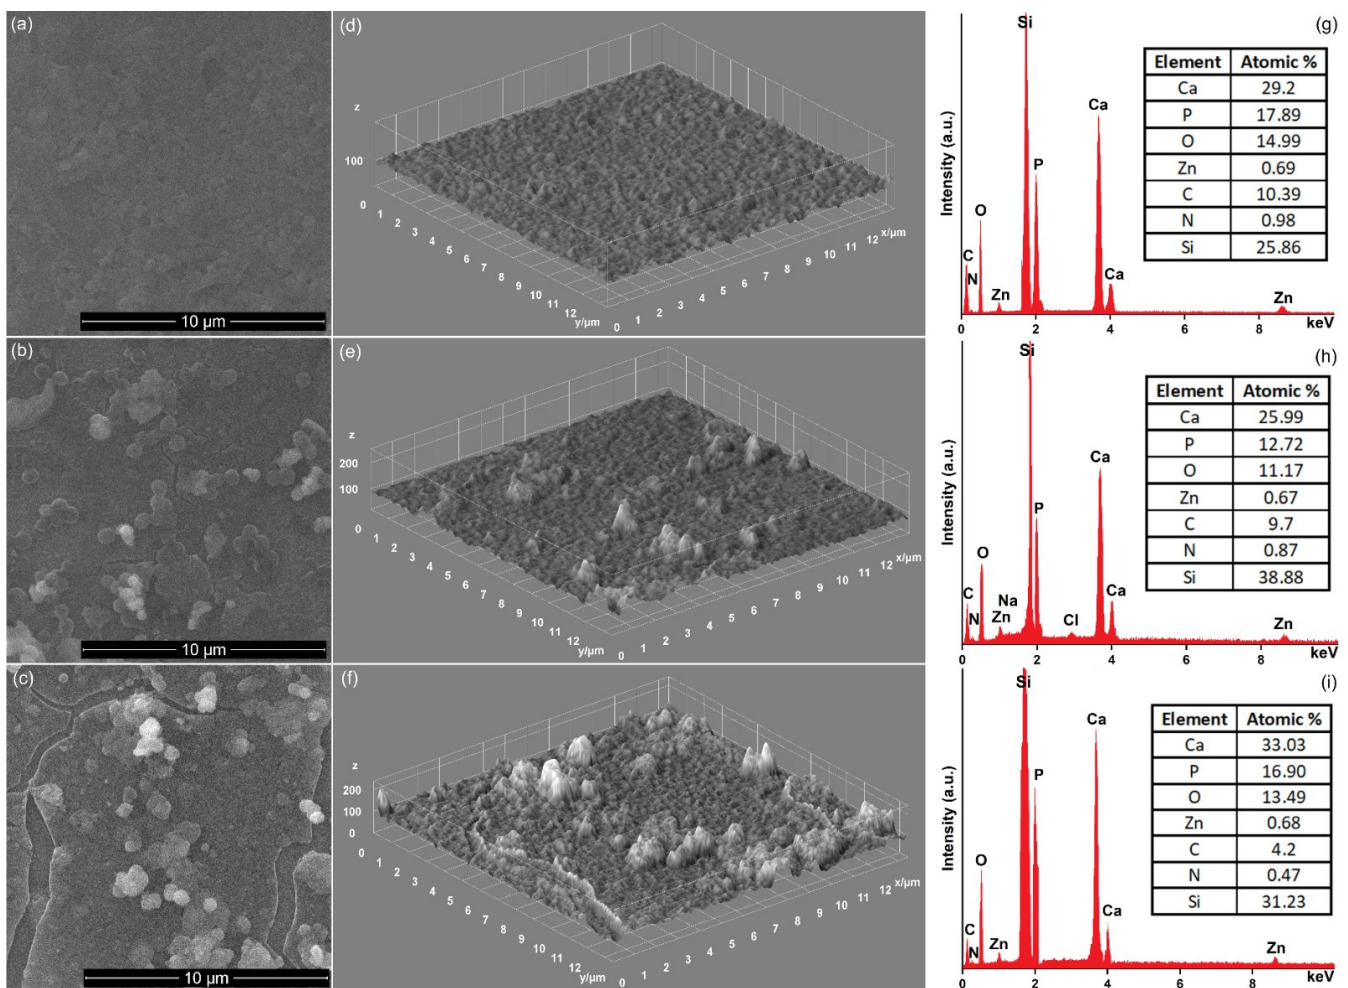 (a)
10 µm
(b)
10 µm
(c)
10 µm
(d)
z
100
0
1
2
3
4
5
6
7
8
9
10
11
12
y/µm
0
1
2
3
4
5
6
7
8
9
10
11
12
x/µm
(e)
z
200
100
0
1
2
3
4
5
6
7
8
9
10
11
12
y/µm
0
1
2
3
4
5
6
7
8
9
10
11
12
x/µm
(f)
z
200
100
0
0
1
2
3
4
5
6
7
8
9
10
11
12
y/µm
0
1
2
3
4
5
6
7
8
9
10
11
12
x/µm
(g)
Intensity (a.u.)
C
N
O
Zn
Si
P
Ca
Ca
Zn
0 2 4 6 8
keV
Element Atomic %
Ca 29.2
P 17.89
O 14.99
Zn 0.69
C 10.39
N 0.98
Si 25.86
(h)
Intensity (a.u.)
C
N
O
Na
Zn
Si
P
Cl
Ca
Ca
Zn
0 2 4 6 8
keV
Element Atomic %
Ca 25.99
P 12.72
O 11.17
Zn 0.67
C 9.7
N 0.87
Si 38.88
(i)
Intensity (a.u.)
C
N
O
Zn
Si
P
Ca
Ca
Zn
0 2 4 6 8
keV
Element Atomic %
Ca 33.03
P 16.90
O 13.49
Zn 0.68
C 4.2
N 0.47
Si 31.23